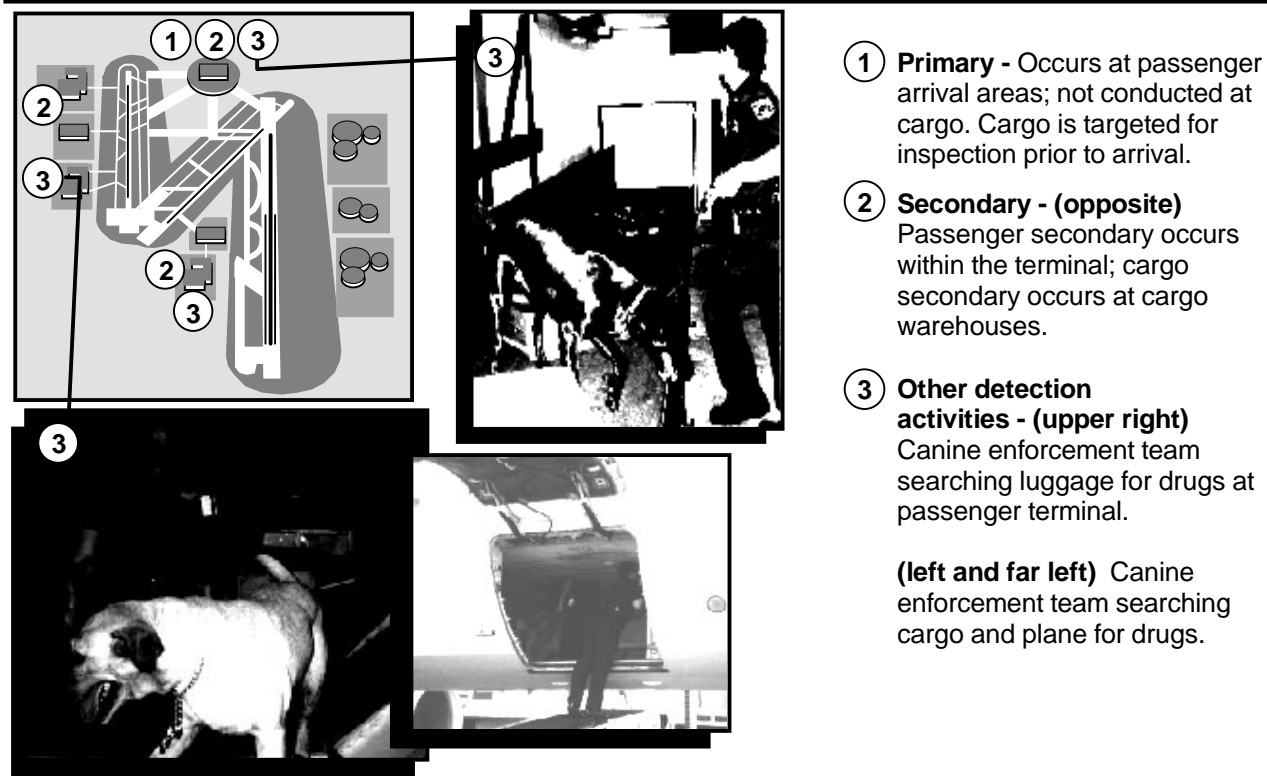 1 2 3
3
2
3
2
3
3
1 Primary - Occurs at passenger
arrival areas; not conducted at
cargo. Cargo is targeted for
inspection prior to arrival.
2 Secondary - (opposite)
Passenger secondary occurs
within the terminal; cargo
secondary occurs at cargo
warehouses.
3 Other detection
activities - (upper right)
Canine enforcement team
searching luggage for drugs at
passenger terminal.
(left and far left) Canine
enforcement team searching
cargo and plane for drugs.